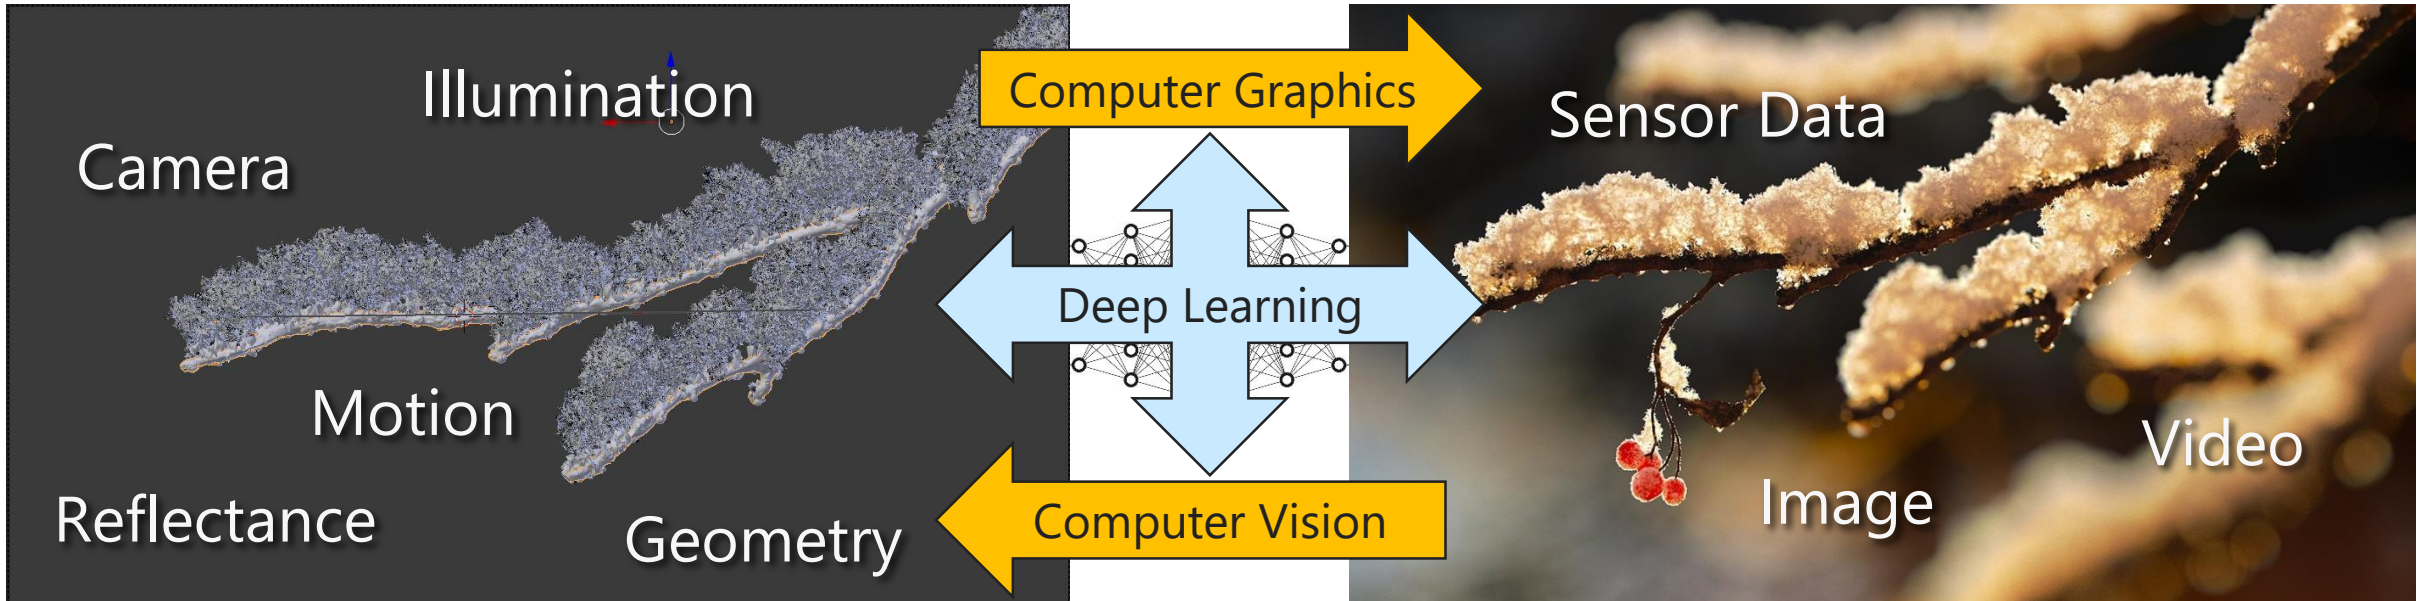 Illumination
Camera
Motion
Reflectance
Geometry
Computer Graphics
Deep Learning
Computer Vision
Sensor Data
Video
Image